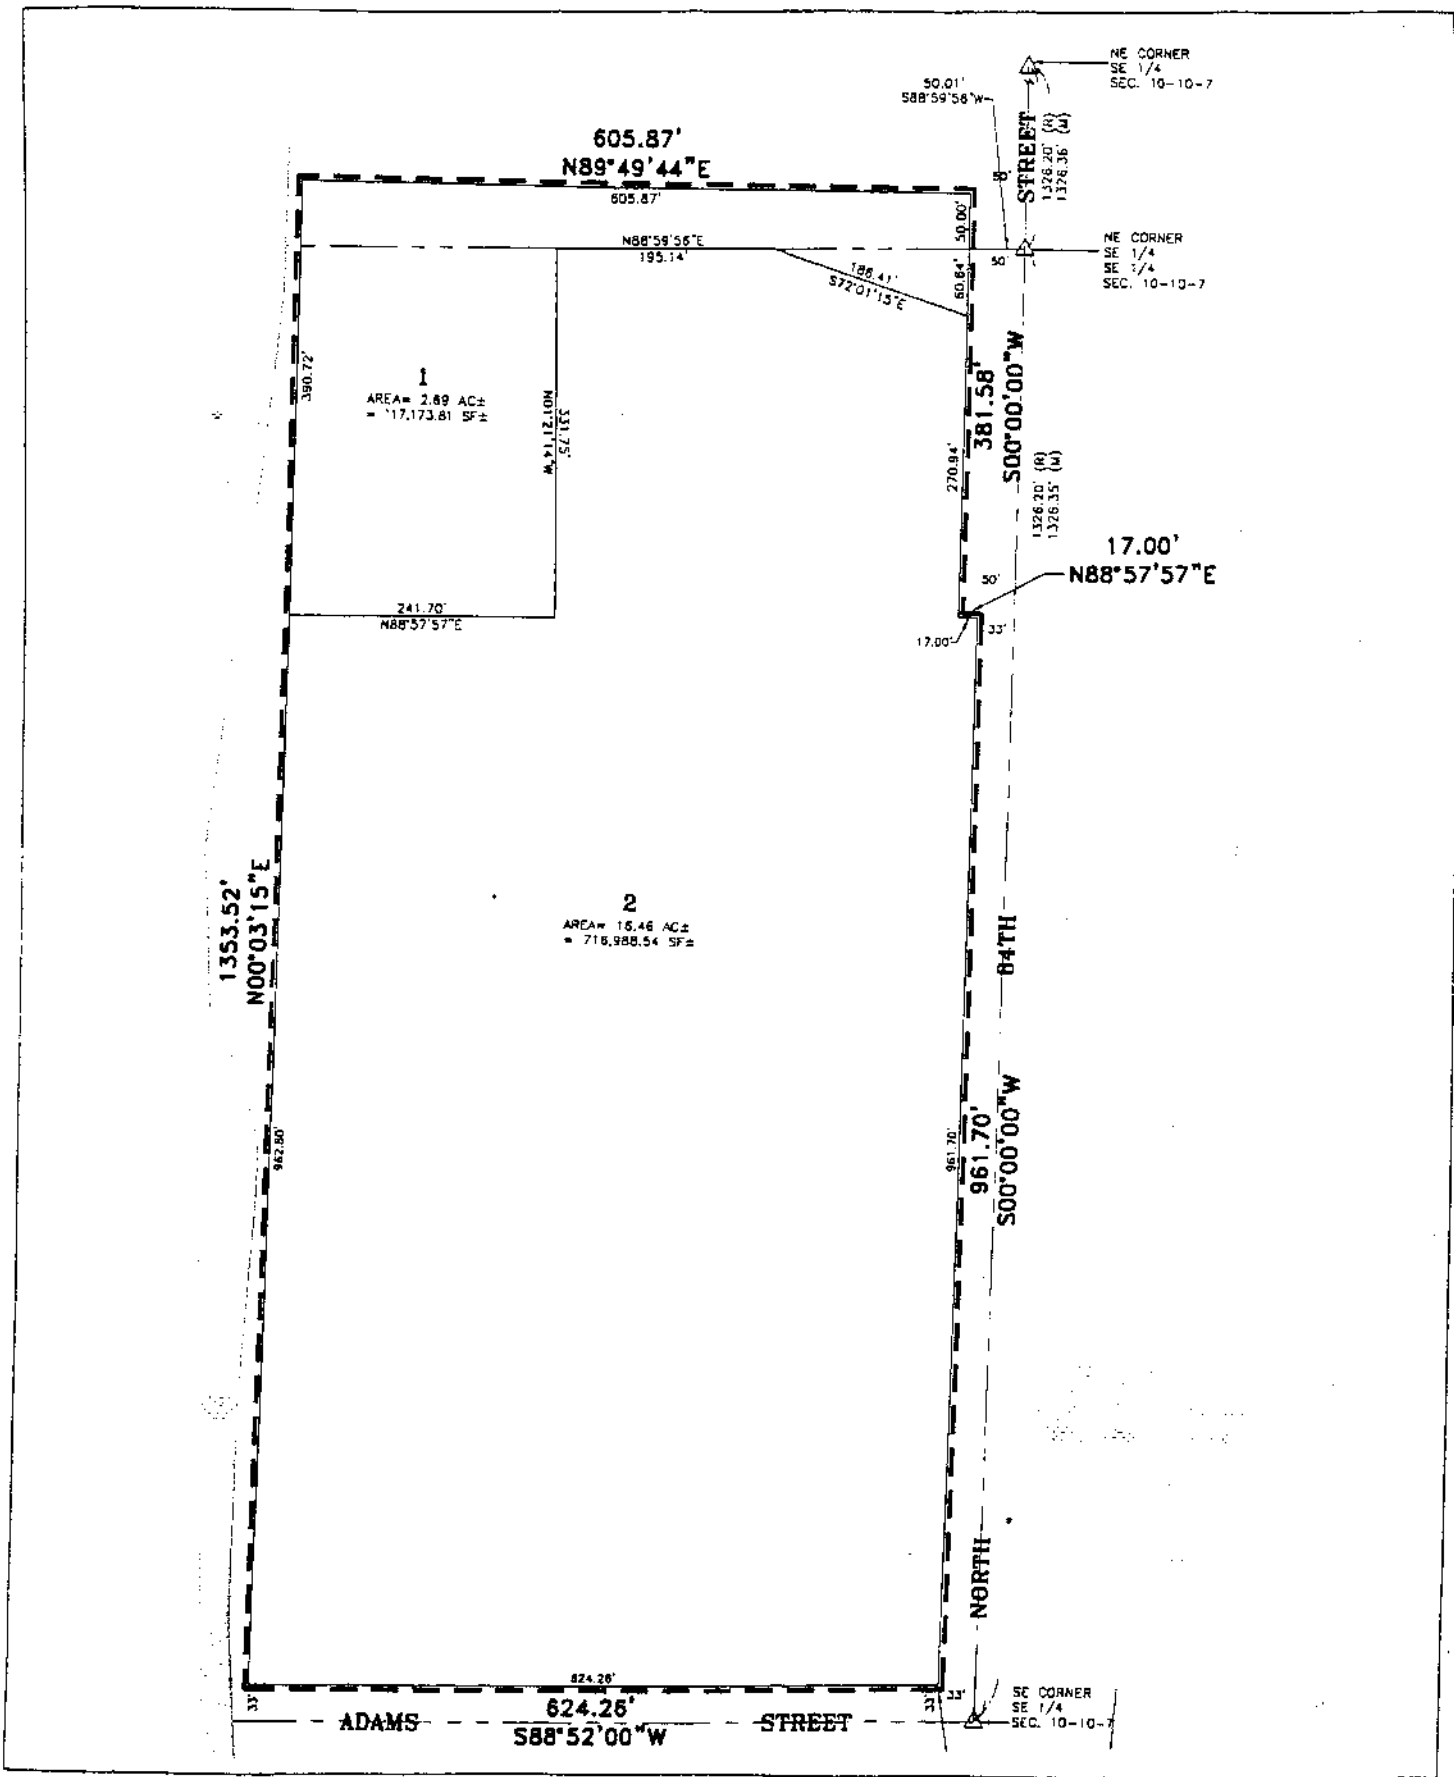 NE CORNER
SE 1/4
SEC. 10-10-7
50.01'
S88°59'56"W
STREET
1326.20' (R)
1326.36' (M)
605.87'
N89°49'44"E
605.87'
50'
50.00'
N88°59'56"E
195.14'
186.41'
S72°01'15"E
60.64'
50'
NE CORNER
SE 1/4
SE 1/4
SEC. 10-10-7
390.72'
1
AREA= 2.69 AC±
= 117,173.81 SF±
331.75'
N01°21'14"W
270.94'
381.58'
S00°00'00"W
1326.20' (R)
1326.35' (M)
17.00'
N88°57'57"E
50'
241.70'
N88°57'57"E
17.00'
33'
1353.52'
N00°03'15"E
2
AREA= 16.46 AC±
= 716,988.54 SF±
84TH
962.80'
961.70'
961.70'
S00°00'00"W
NORTH
624.26'
33'
33'
33'
624.26'
S88°52'00"W
ADAMS
STREET
SE CORNER
SE 1/4
SEC. 10-10-7